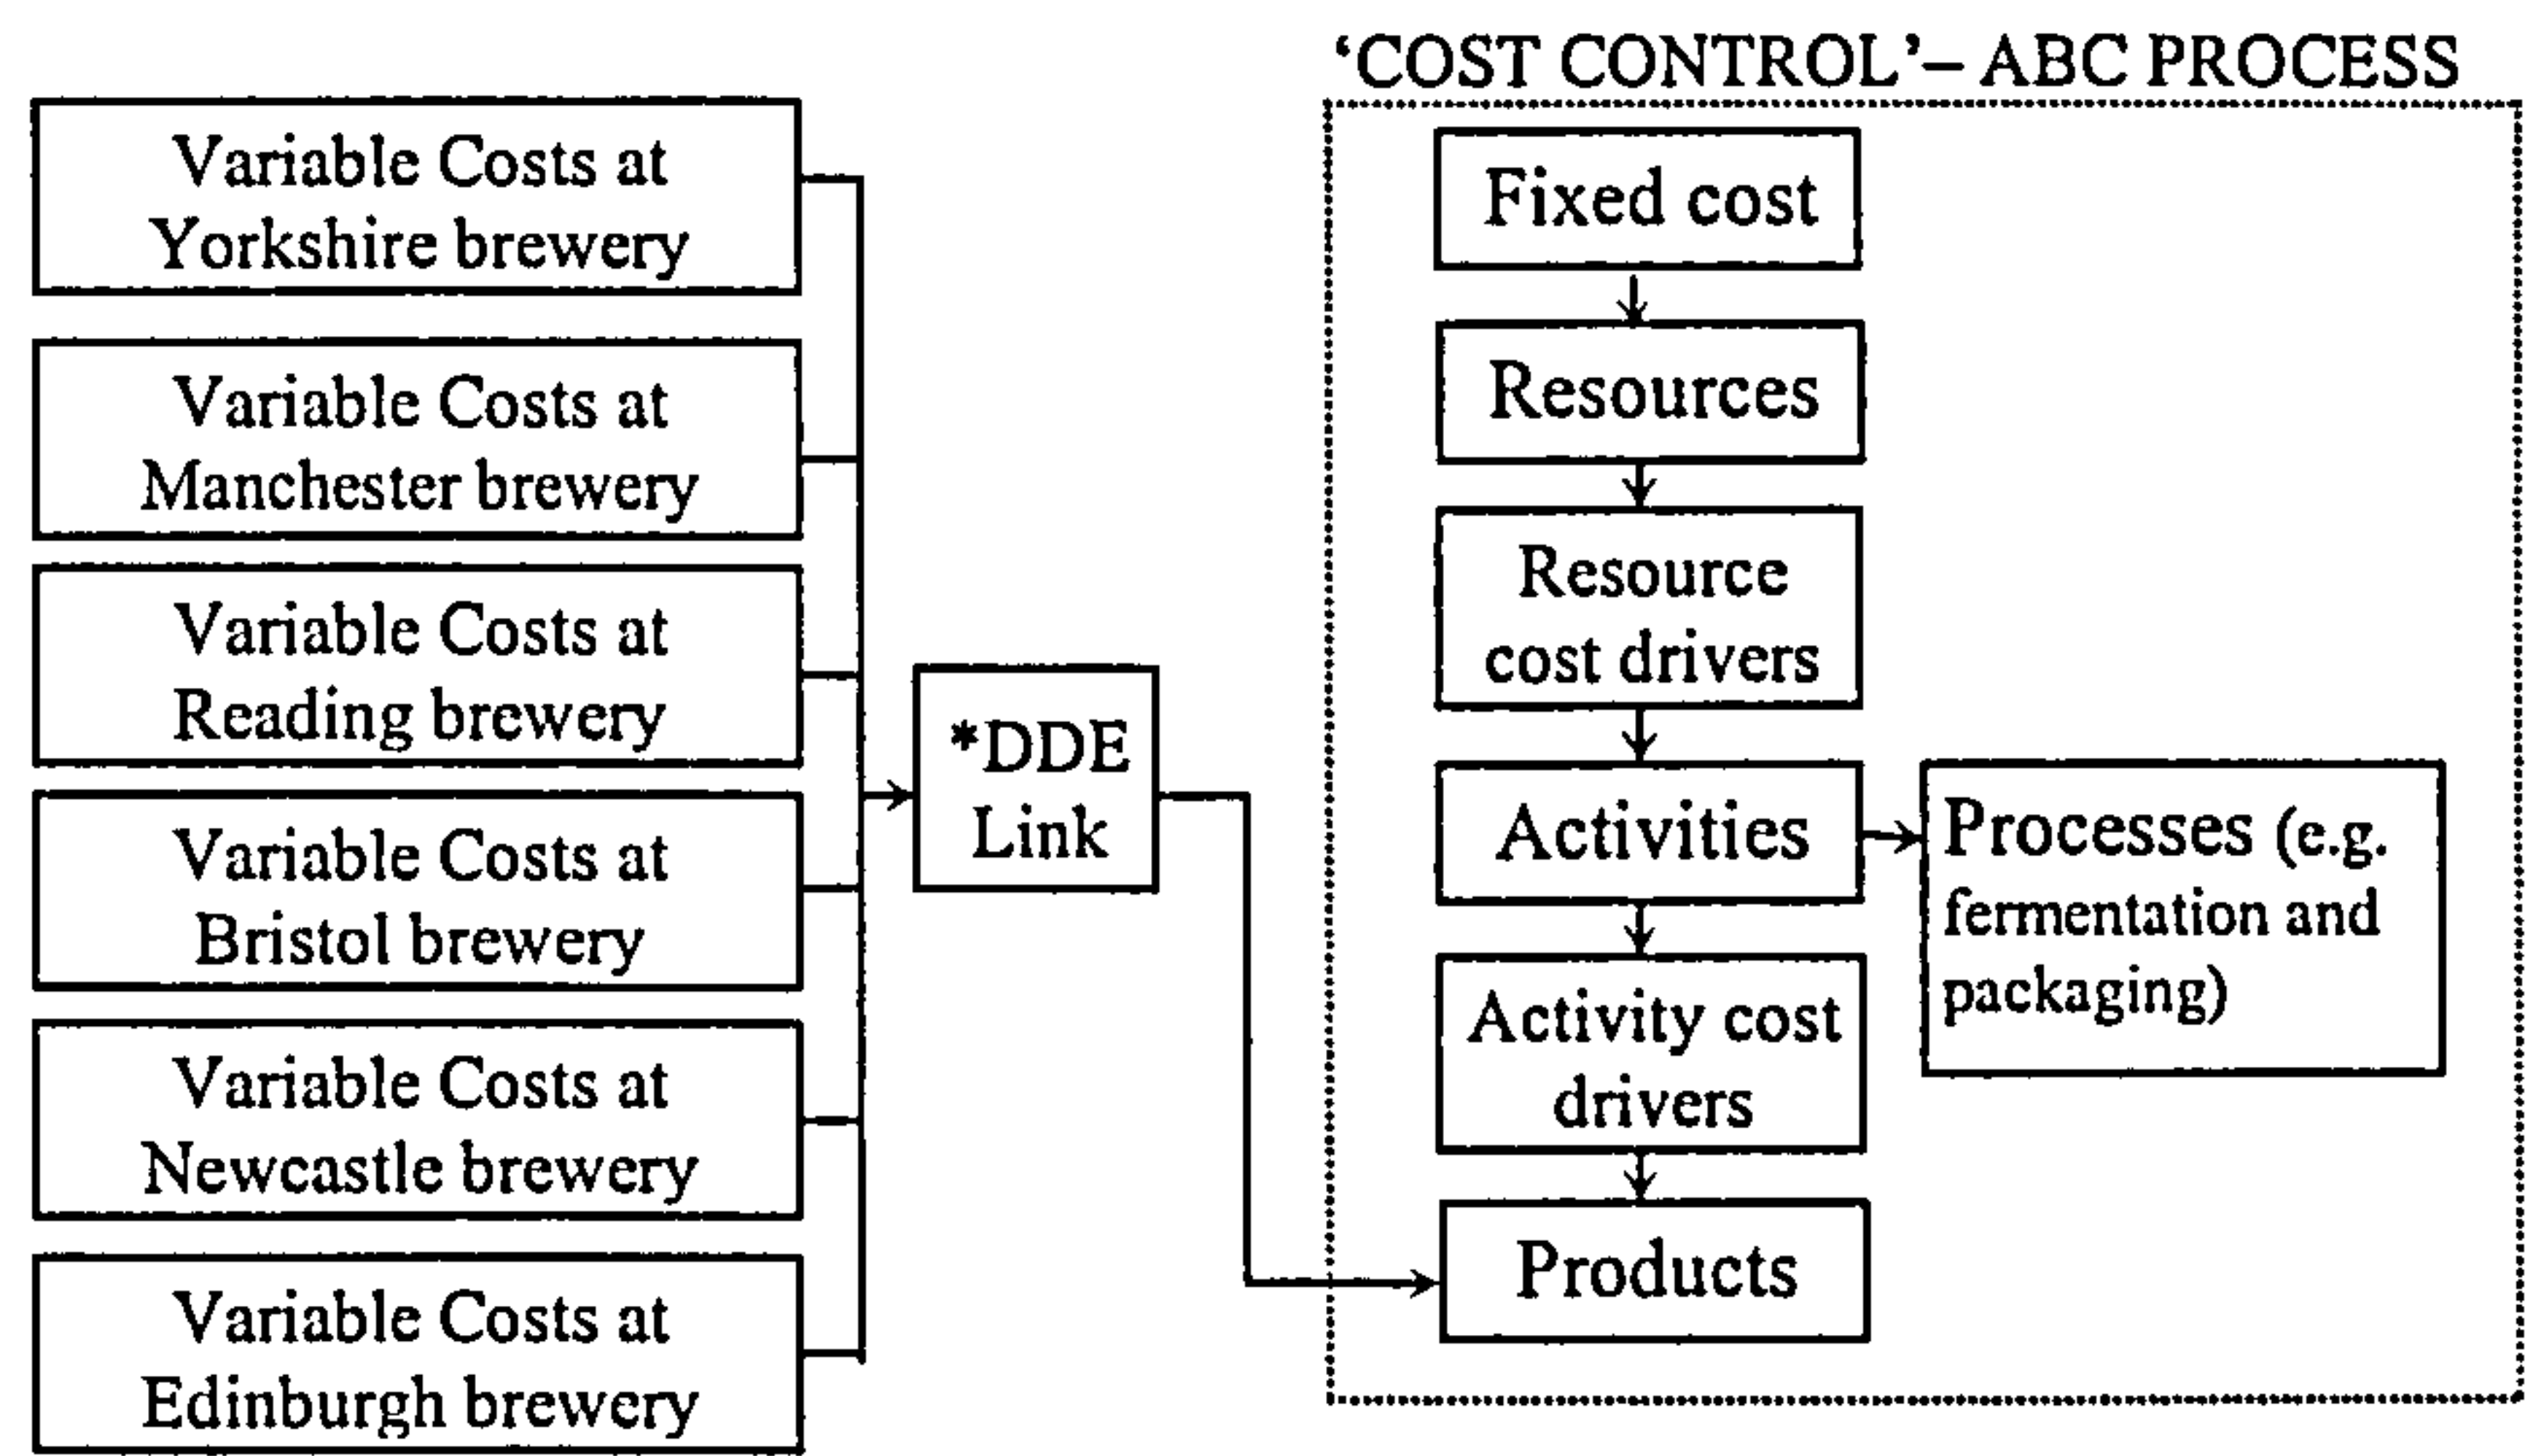 ‘COST CONTROL’– ABC PROCESS
Variable Costs at
Yorkshire brewery
Variable Costs at
Manchester brewery
Variable Costs at
Reading brewery
Variable Costs at
Bristol brewery
Variable Costs at
Newcastle brewery
Variable Costs at
Edinburgh brewery
*DDE
Link
Fixed cost
Resources
Resource
cost drivers
Activities
Processes (e.g.
fermentation and
packaging)
Activity cost
drivers
Products